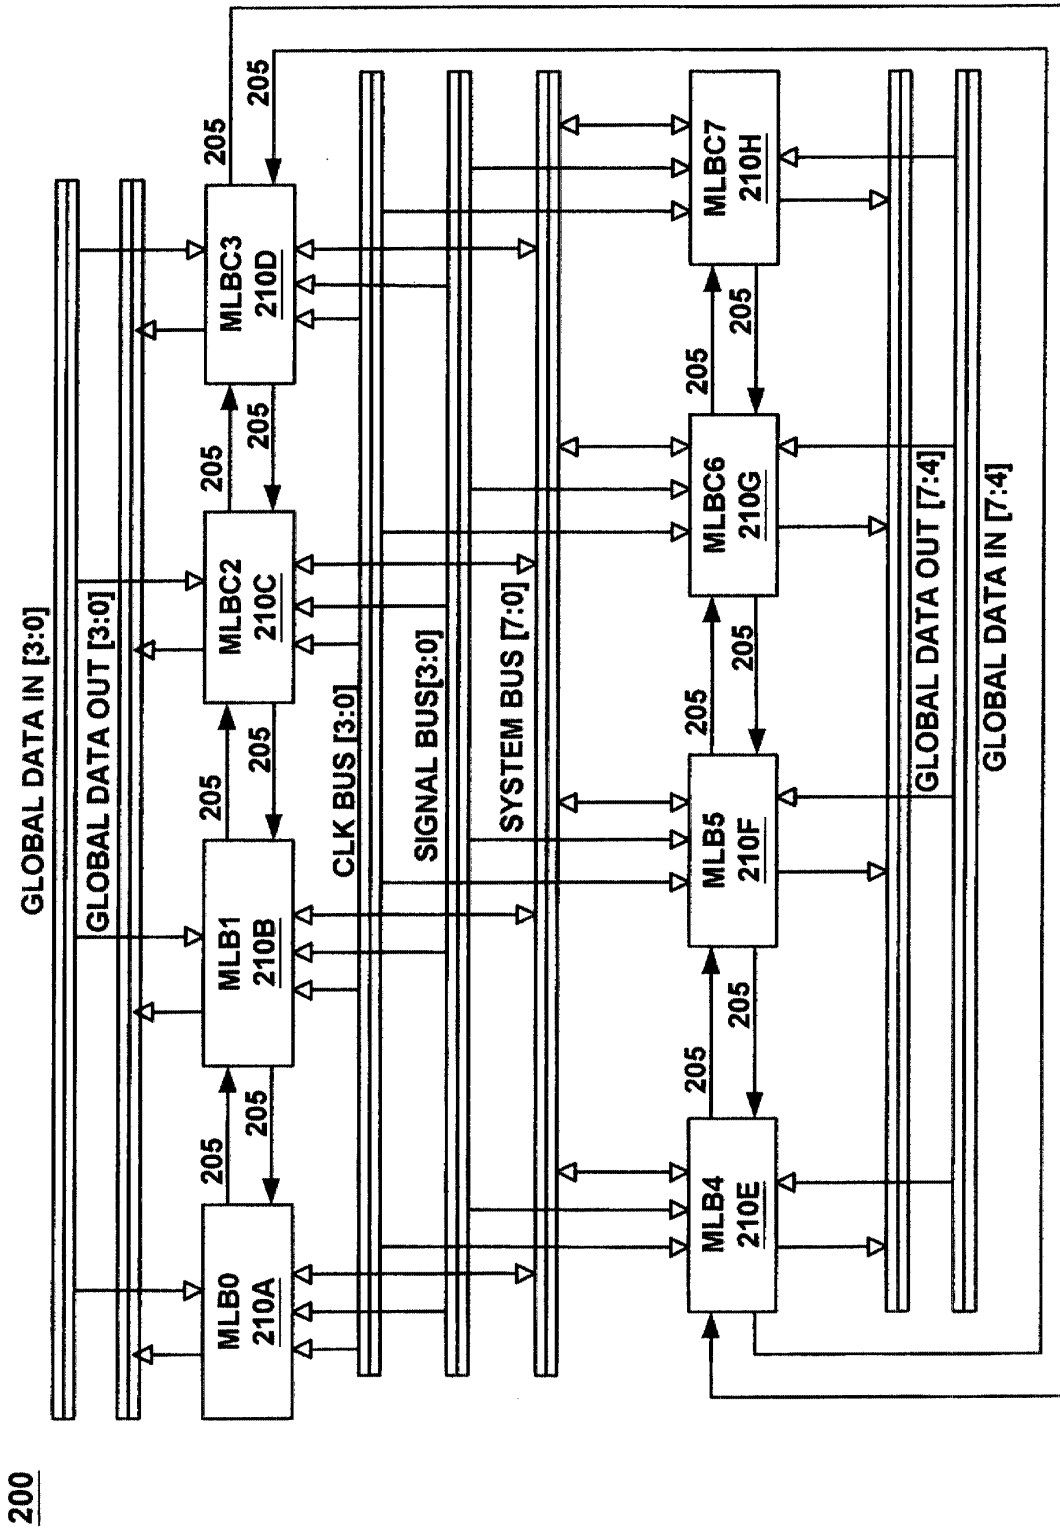 200
GLOBAL DATA IN [3:0]
GLOBAL DATA OUT [3:0]
205
205
205
205
205
205
205
205
MLB0
210A
MLB1
210B
MLBC2
210C
MLBC3
210D
CLK BUS [3:0]
SIGNAL BUS[3:0]
SYSTEM BUS [7:0]
205
205
205
205
205
205
MLB4
210E
MLB5
210F
MLBC6
210G
MLBC7
210H
GLOBAL DATA OUT [7:4]
GLOBAL DATA IN [7:4]